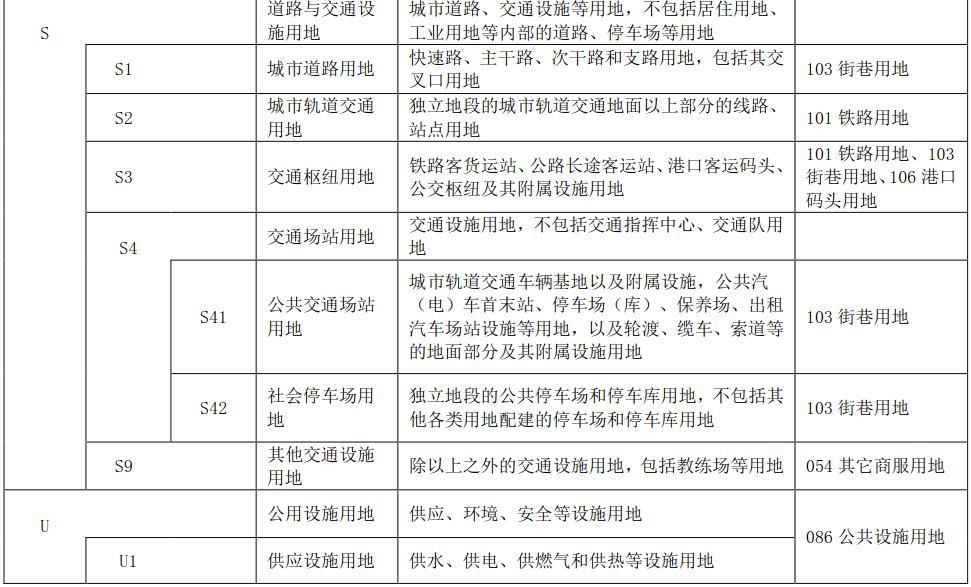 S
道路与交通设
施用地
城市道路、交通设施等用地，不包括居住用地、
工业用地等内部的道路、停车场等用地
S1
城市道路用地
快速路、主干路、次干路和支路用地，包括其交
叉口用地
103 街巷用地
S2
城市轨道交通
用地
独立地段的城市轨道交通地面以上部分的线路、
站点用地
101 铁路用地
S3
交通枢纽用地
铁路客货运站、公路长途客运站、港口客运码头、
公交枢纽及其附属设施用地
101 铁路用地、103
街巷用地、106 港口
码头用地
S4
交通场站用地
交通设施用地，不包括交通指挥中心、交通队用
地
S41
公共交通场站
用地
城市轨道交通车辆基地以及附属设施，公共汽
（电）车首末站、停车场（库）、保养场、出租
汽车场站设施等用地，以及轮渡、缆车、索道等
的地面部分及其附属设施用地
103 街巷用地
S42
社会停车场用
地
独立地段的公共停车场和停车库用地，不包括其
他各类用地配建的停车场和停车库用地
103 街巷用地
S9
其他交通设施
用地
除以上之外的交通设施用地，包括教练场等用地
054 其它商服用地
U
公用设施用地
供应、环境、安全等设施用地
086 公共设施用地
U1
供应设施用地
供水、供电、供燃气和供热等设施用地